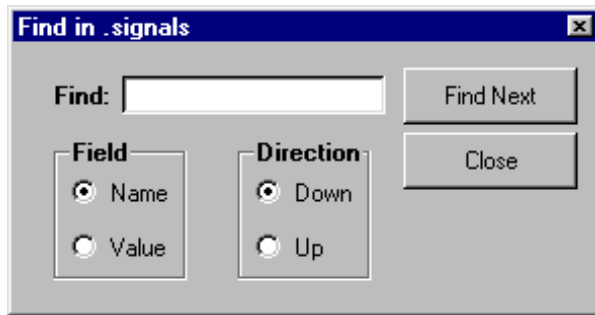 Find in .signals
Find:
Find Next
Close
Field
Name
Value
Direction
Down
Up